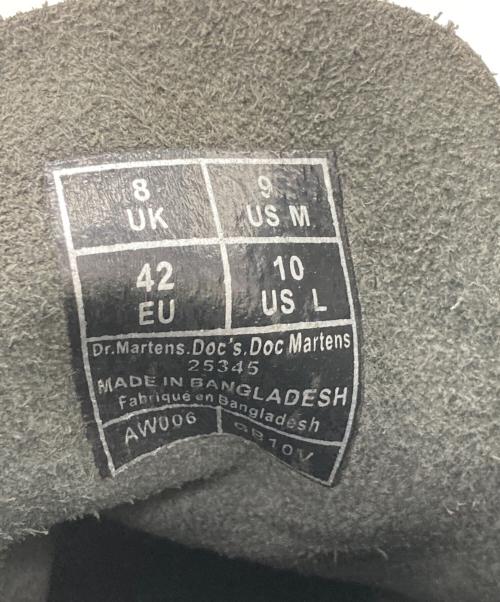 8 UK
9 US M
42 EU
10 US L
Dr.Martens.Doc's.Doc Martens
25345
MADE IN BANGLADESH
Fabriqué en Bangladesh
AW006
GB10V